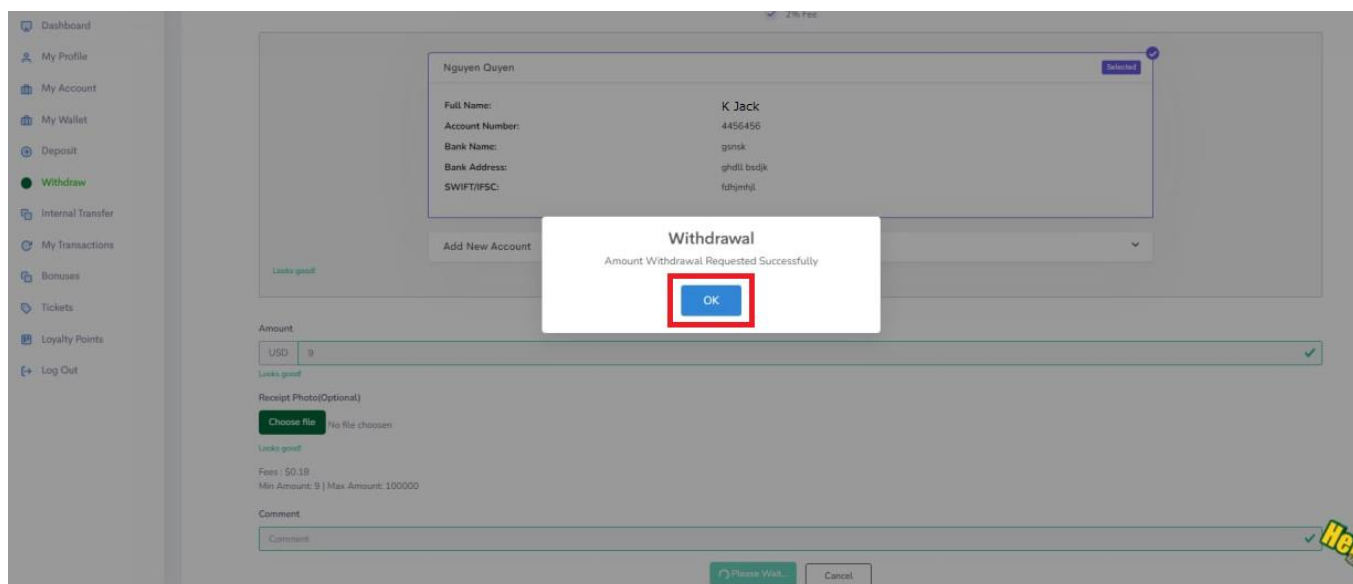 Dashboard
My Profile
My Account
My Wallet
Deposit
Withdraw
Internal Transfer
My Transactions
Bonuses
Tickets
Loyalty Points
Log Out
2% Fee
Nguyen Quyen
Selected
Full Name: K Jack
Account Number: 4456456
Bank Name: gsnsk
Bank Address: ghdll bsdjk
SWIFT/IFSC: fdhjmhjl
Add New Account
Looks good!
Withdrawal
Amount Withdrawal Requested Successfully
OK
Amount
USD 9
Looks good!
Receipt Photo(Optional)
Choose file No file choosen
Looks good!
Fees : $0.18
Min Amount: 9 | Max Amount: 100000
Comment
Comment
Please Wait... Cancel